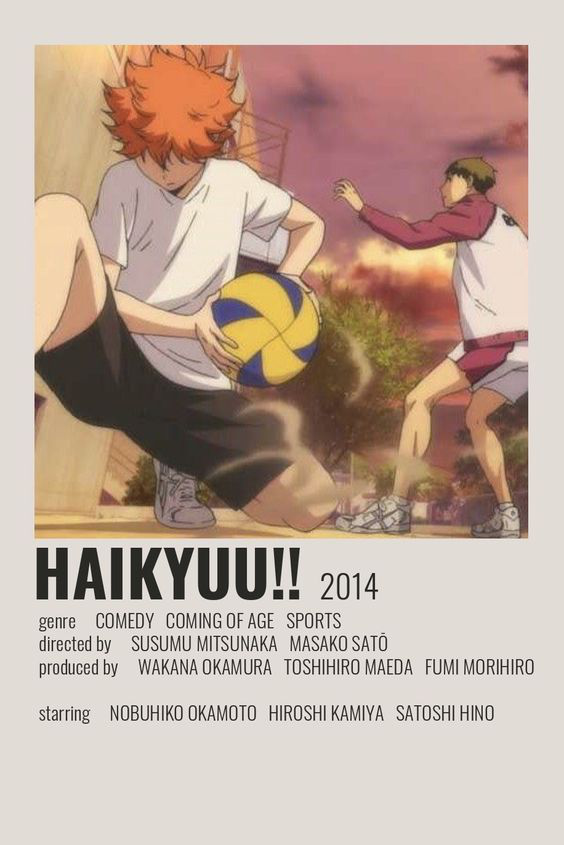 HAIKYUU!! 2014
genre COMEDY COMING OF AGE SPORTS
directed by SUSUMU MITSUNAKA MASAKO SATŌ
produced by WAKANA OKAMURA TOSHIHIRO MAEDA FUMI MORIHIRO
starring NOBUHIKO OKAMOTO HIROSHI KAMIYA SATOSHI HINO